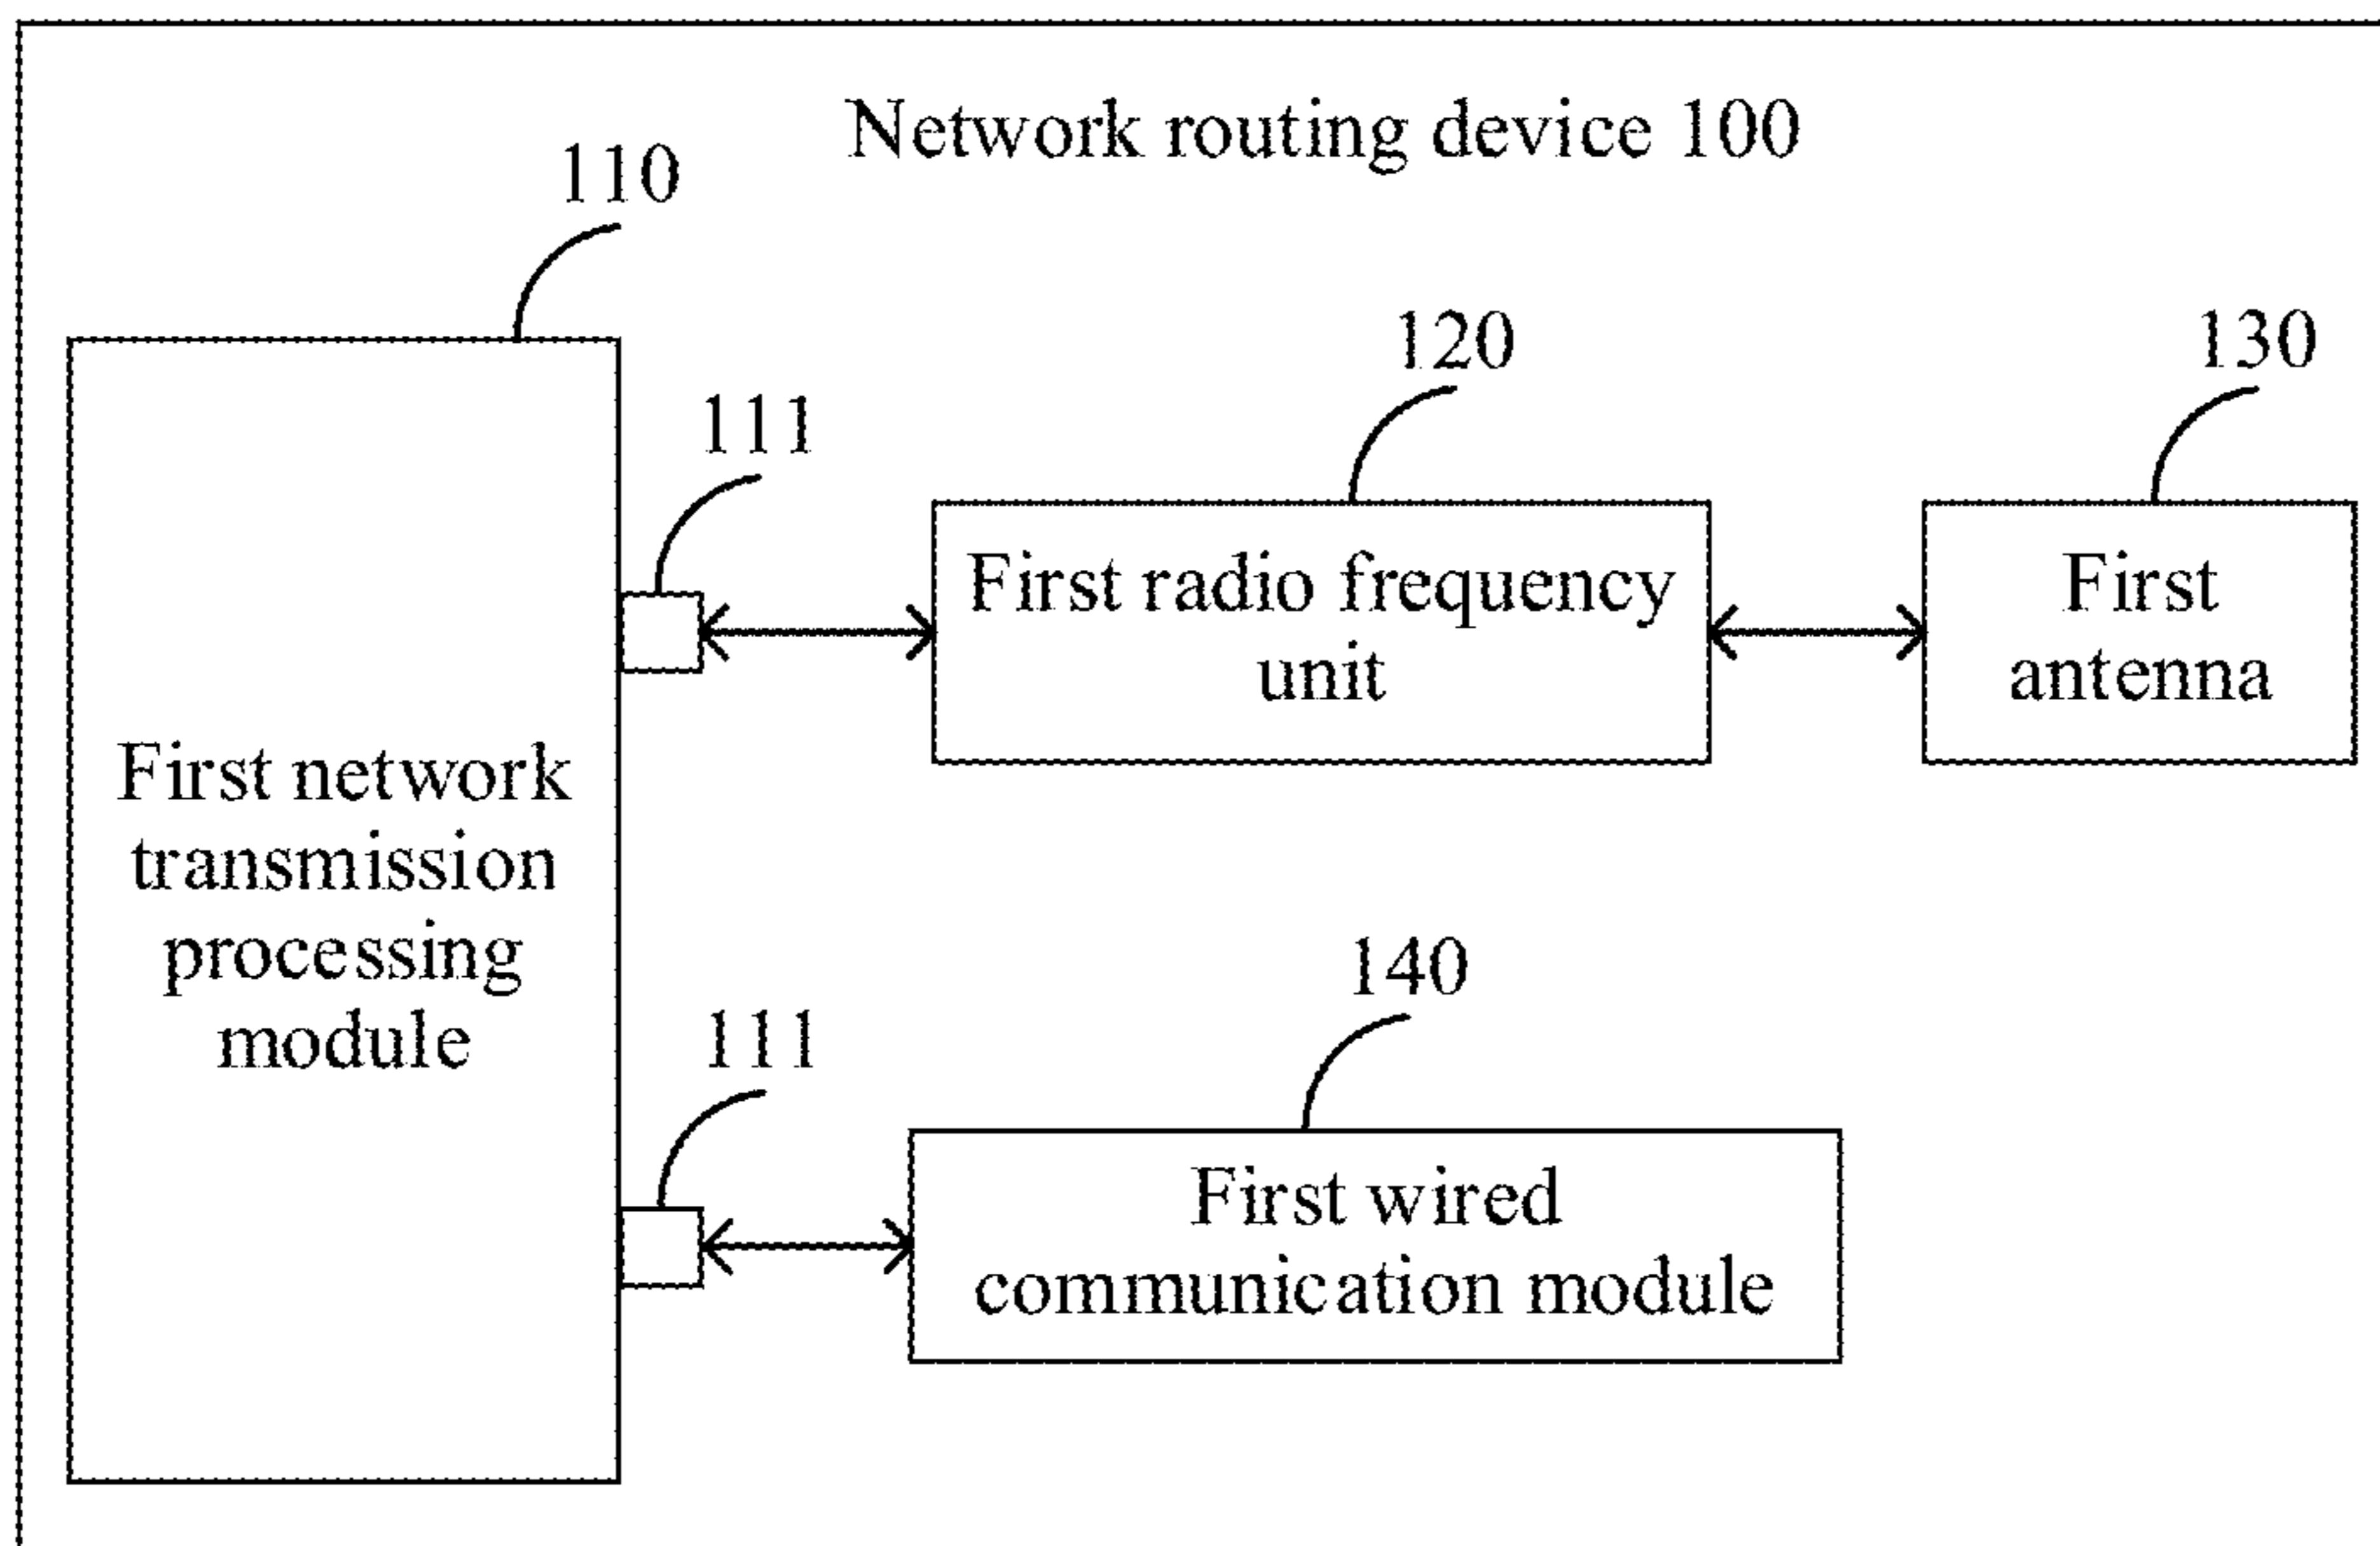 Network routing device 100
110
120
130
111
First radio frequency
unit
First
antenna
First network
transmission
processing
module
140
111
First wired
communication module